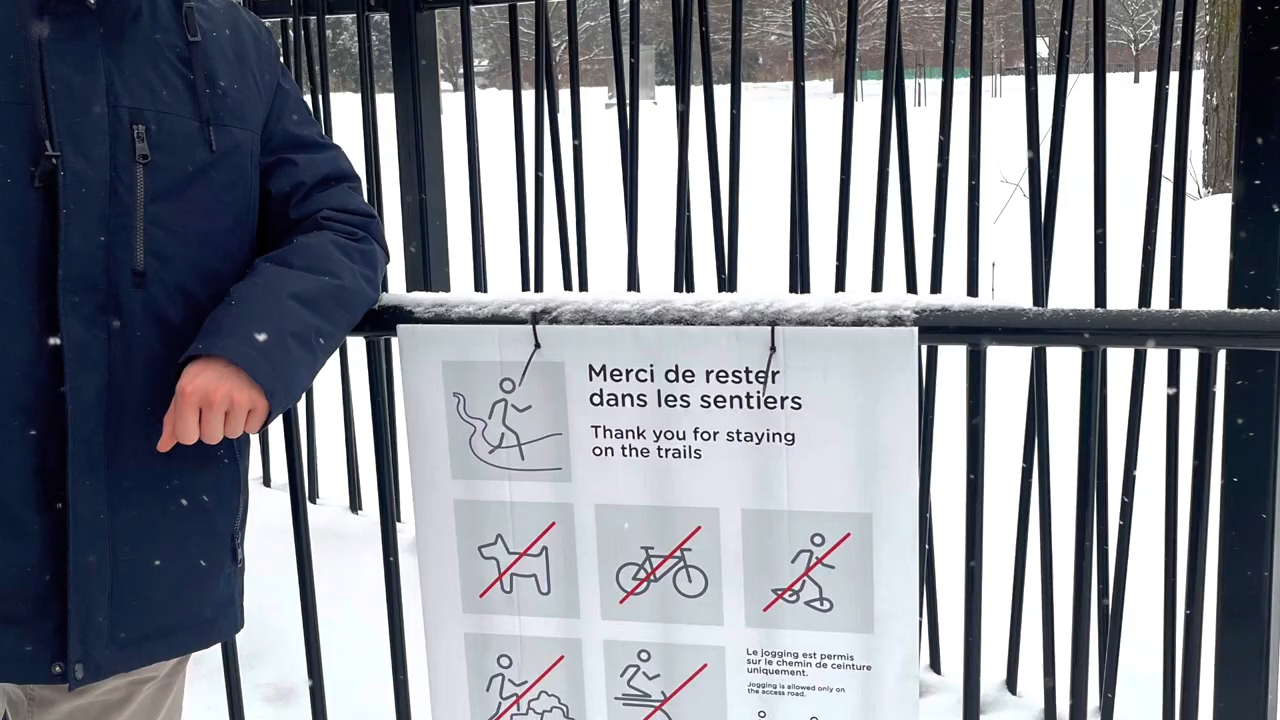 Merci de rester
dans les sentiers
Thank you for staying
on the trails
Le jogging est permis
sur le chemin de ceinture
uniquement.
Jogging is allowed only on
the access road.